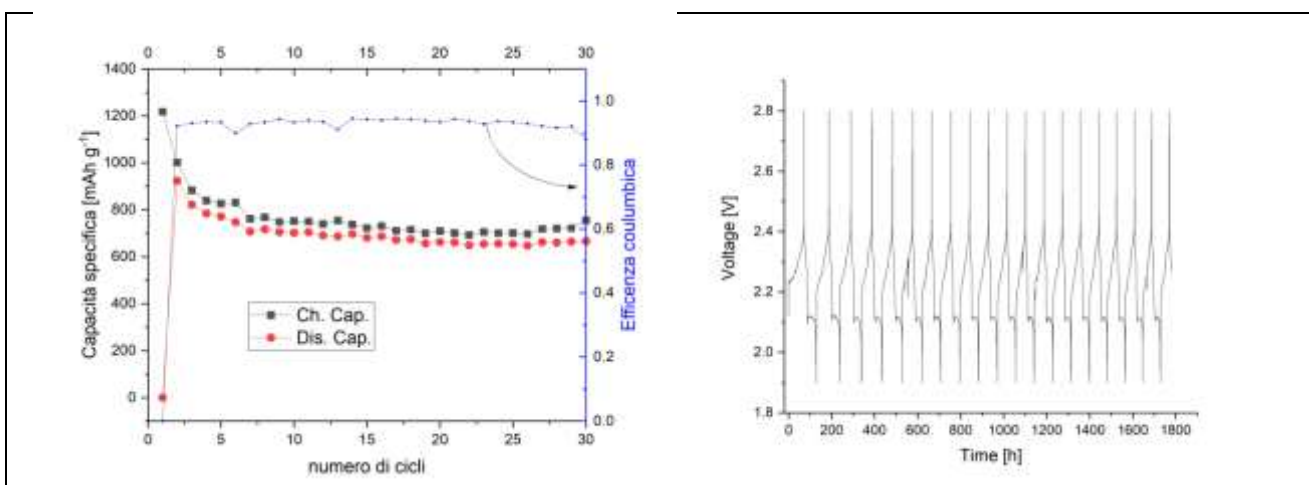 0 5 10 15 20 25 30
1400
1200
1000
800
600
400
200
0
Capacità specifica [mAh g⁻¹]
Ch. Cap.
Dis. Cap.
1.0
0.8
0.6
0.4
0.2
0.0
Efficenza coulumbica
0 5 10 15 20 25 30
numero di cicli
2.8
2.6
2.4
2.2
2.0
1.8
Voltage [V]
0 200 400 600 800 1000 1200 1400 1600 1800
Time [h]